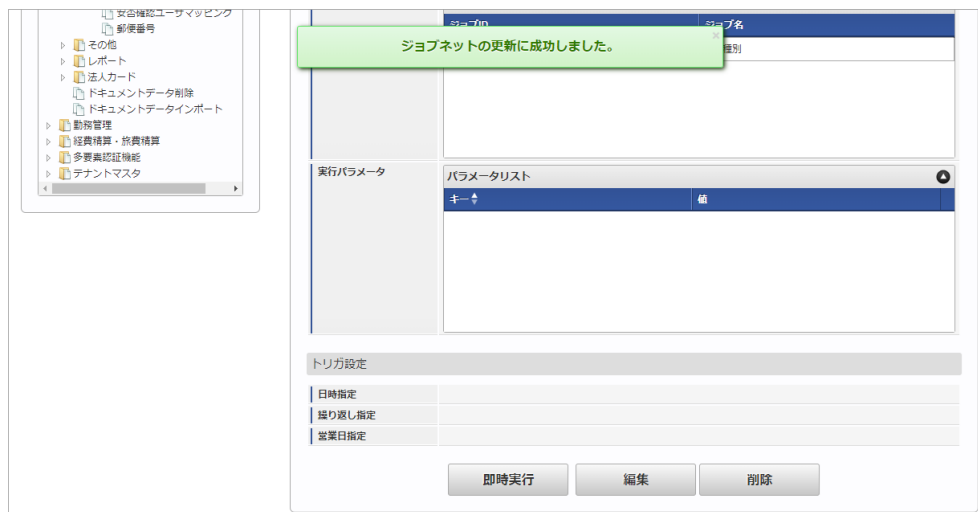 安否確認ユーザマッピング
郵便番号
その他
レポート
法人カード
ドキュメントデータ削除
ドキュメントデータインポート
勤務管理
経費精算・旅費精算
多要素認証機能
テナントマスタ
ジョブID
ジョブ名
ジョブネットの更新に成功しました。
種別
実行パラメータ
パラメータリスト
キー
値
トリガ設定
日時指定
繰り返し指定
営業日指定
即時実行
編集
削除